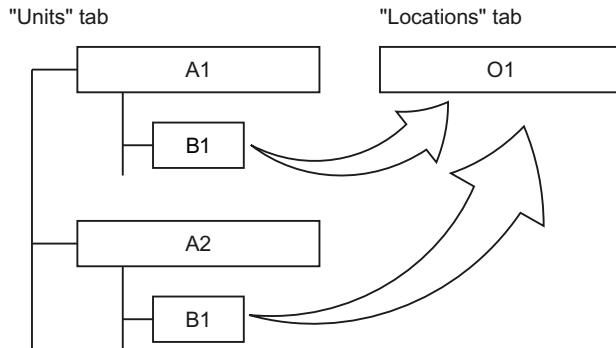 "Units" tab
"Locations" tab
A1
O1
B1
A2
B1